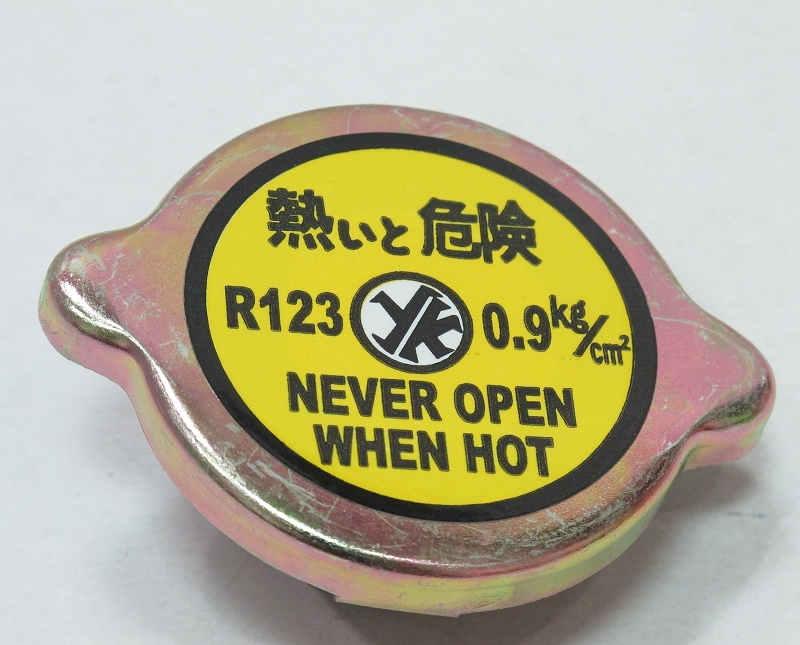 熱いと危険
R123 YK 0.9kg/cm²
NEVER OPEN
WHEN HOT